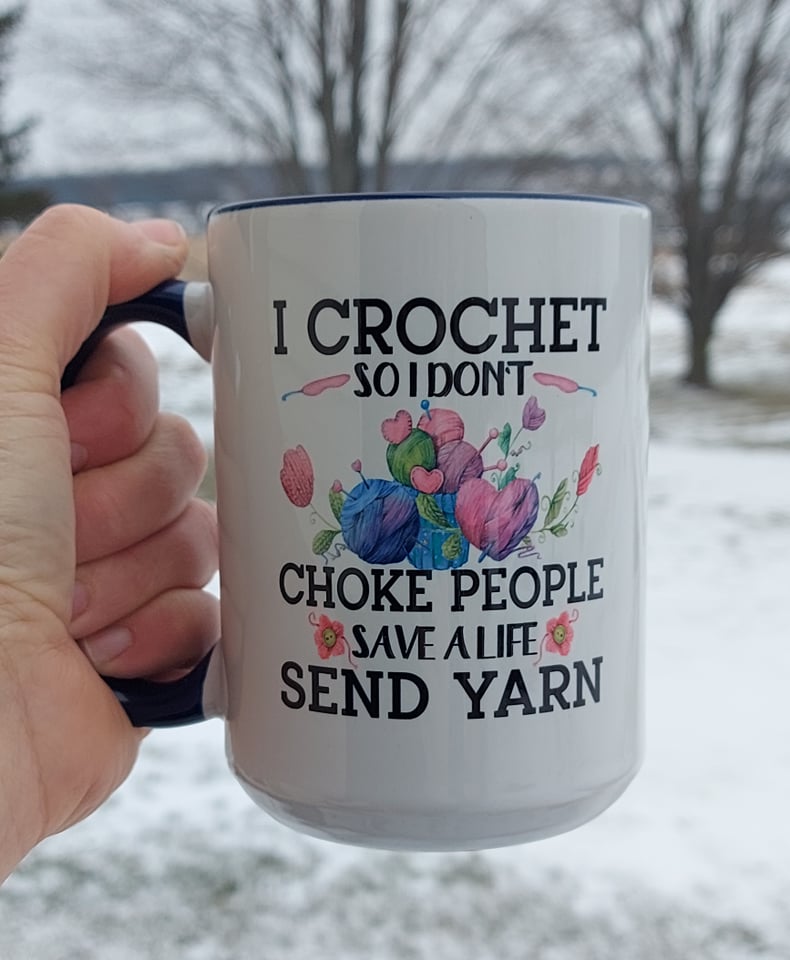 I CROCHET
SO I DON'T
CHOKE PEOPLE
SAVE A LIFE
SEND YARN